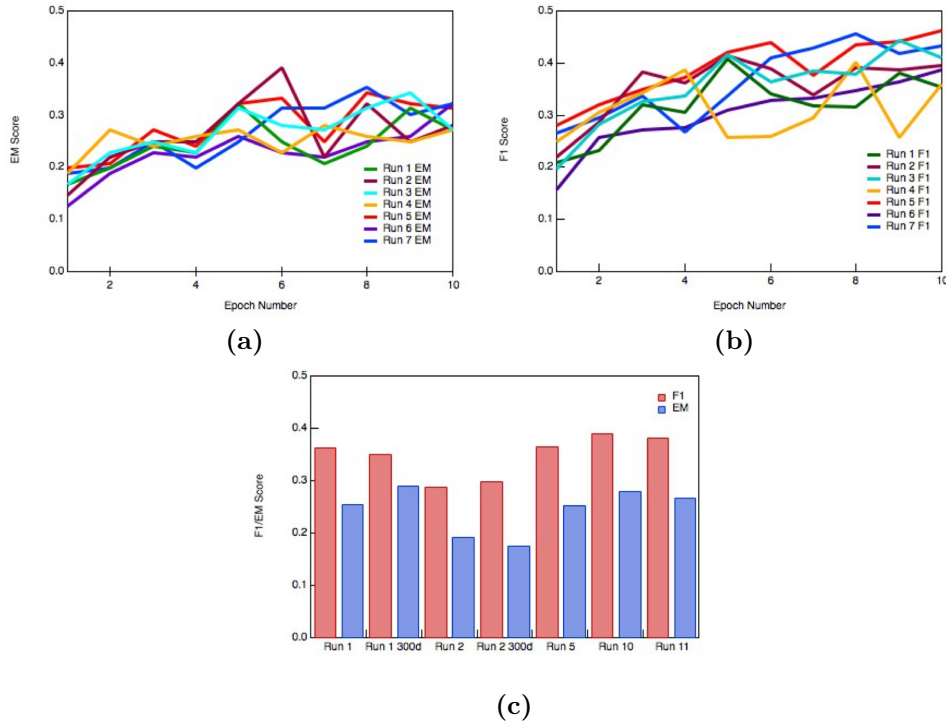 0.5
0.4
0.3
0.2
0.1
0.0
EM Score
2
4
6
8
10
Epoch Number
Run 1 EM
Run 2 EM
Run 3 EM
Run 4 EM
Run 5 EM
Run 6 EM
Run 7 EM
(a)
0.5
0.4
0.3
0.2
0.1
0.0
F1 Score
2
4
6
8
10
Epoch Number
Run 1 F1
Run 2 F1
Run 3 F1
Run 4 F1
Run 5 F1
Run 6 F1
Run 7 F1
(b)
0.5
0.4
0.3
0.2
0.1
0.0
F1/EM Score
F1
EM
Run 1
Run 1 300d
Run 2
Run 2 300d
Run 5
Run 10
Run 11
(c)